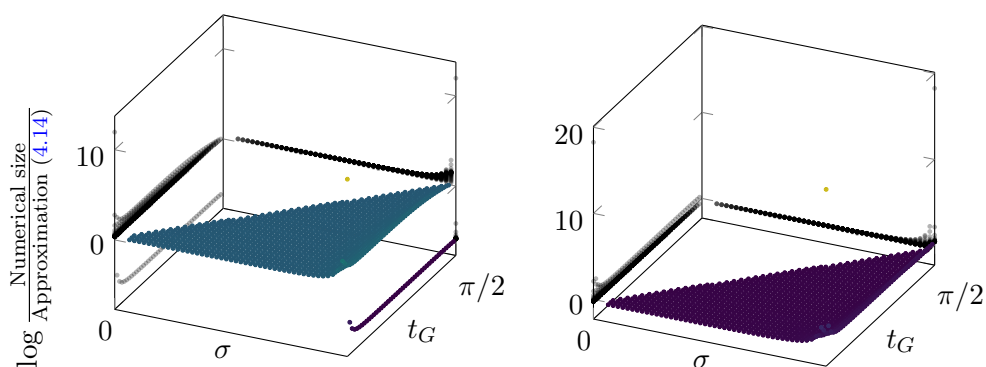 log Numerical size / Approximation (4.14)
10
0
0
σ
t_G
π/2
20
10
0
0
σ
t_G
π/2